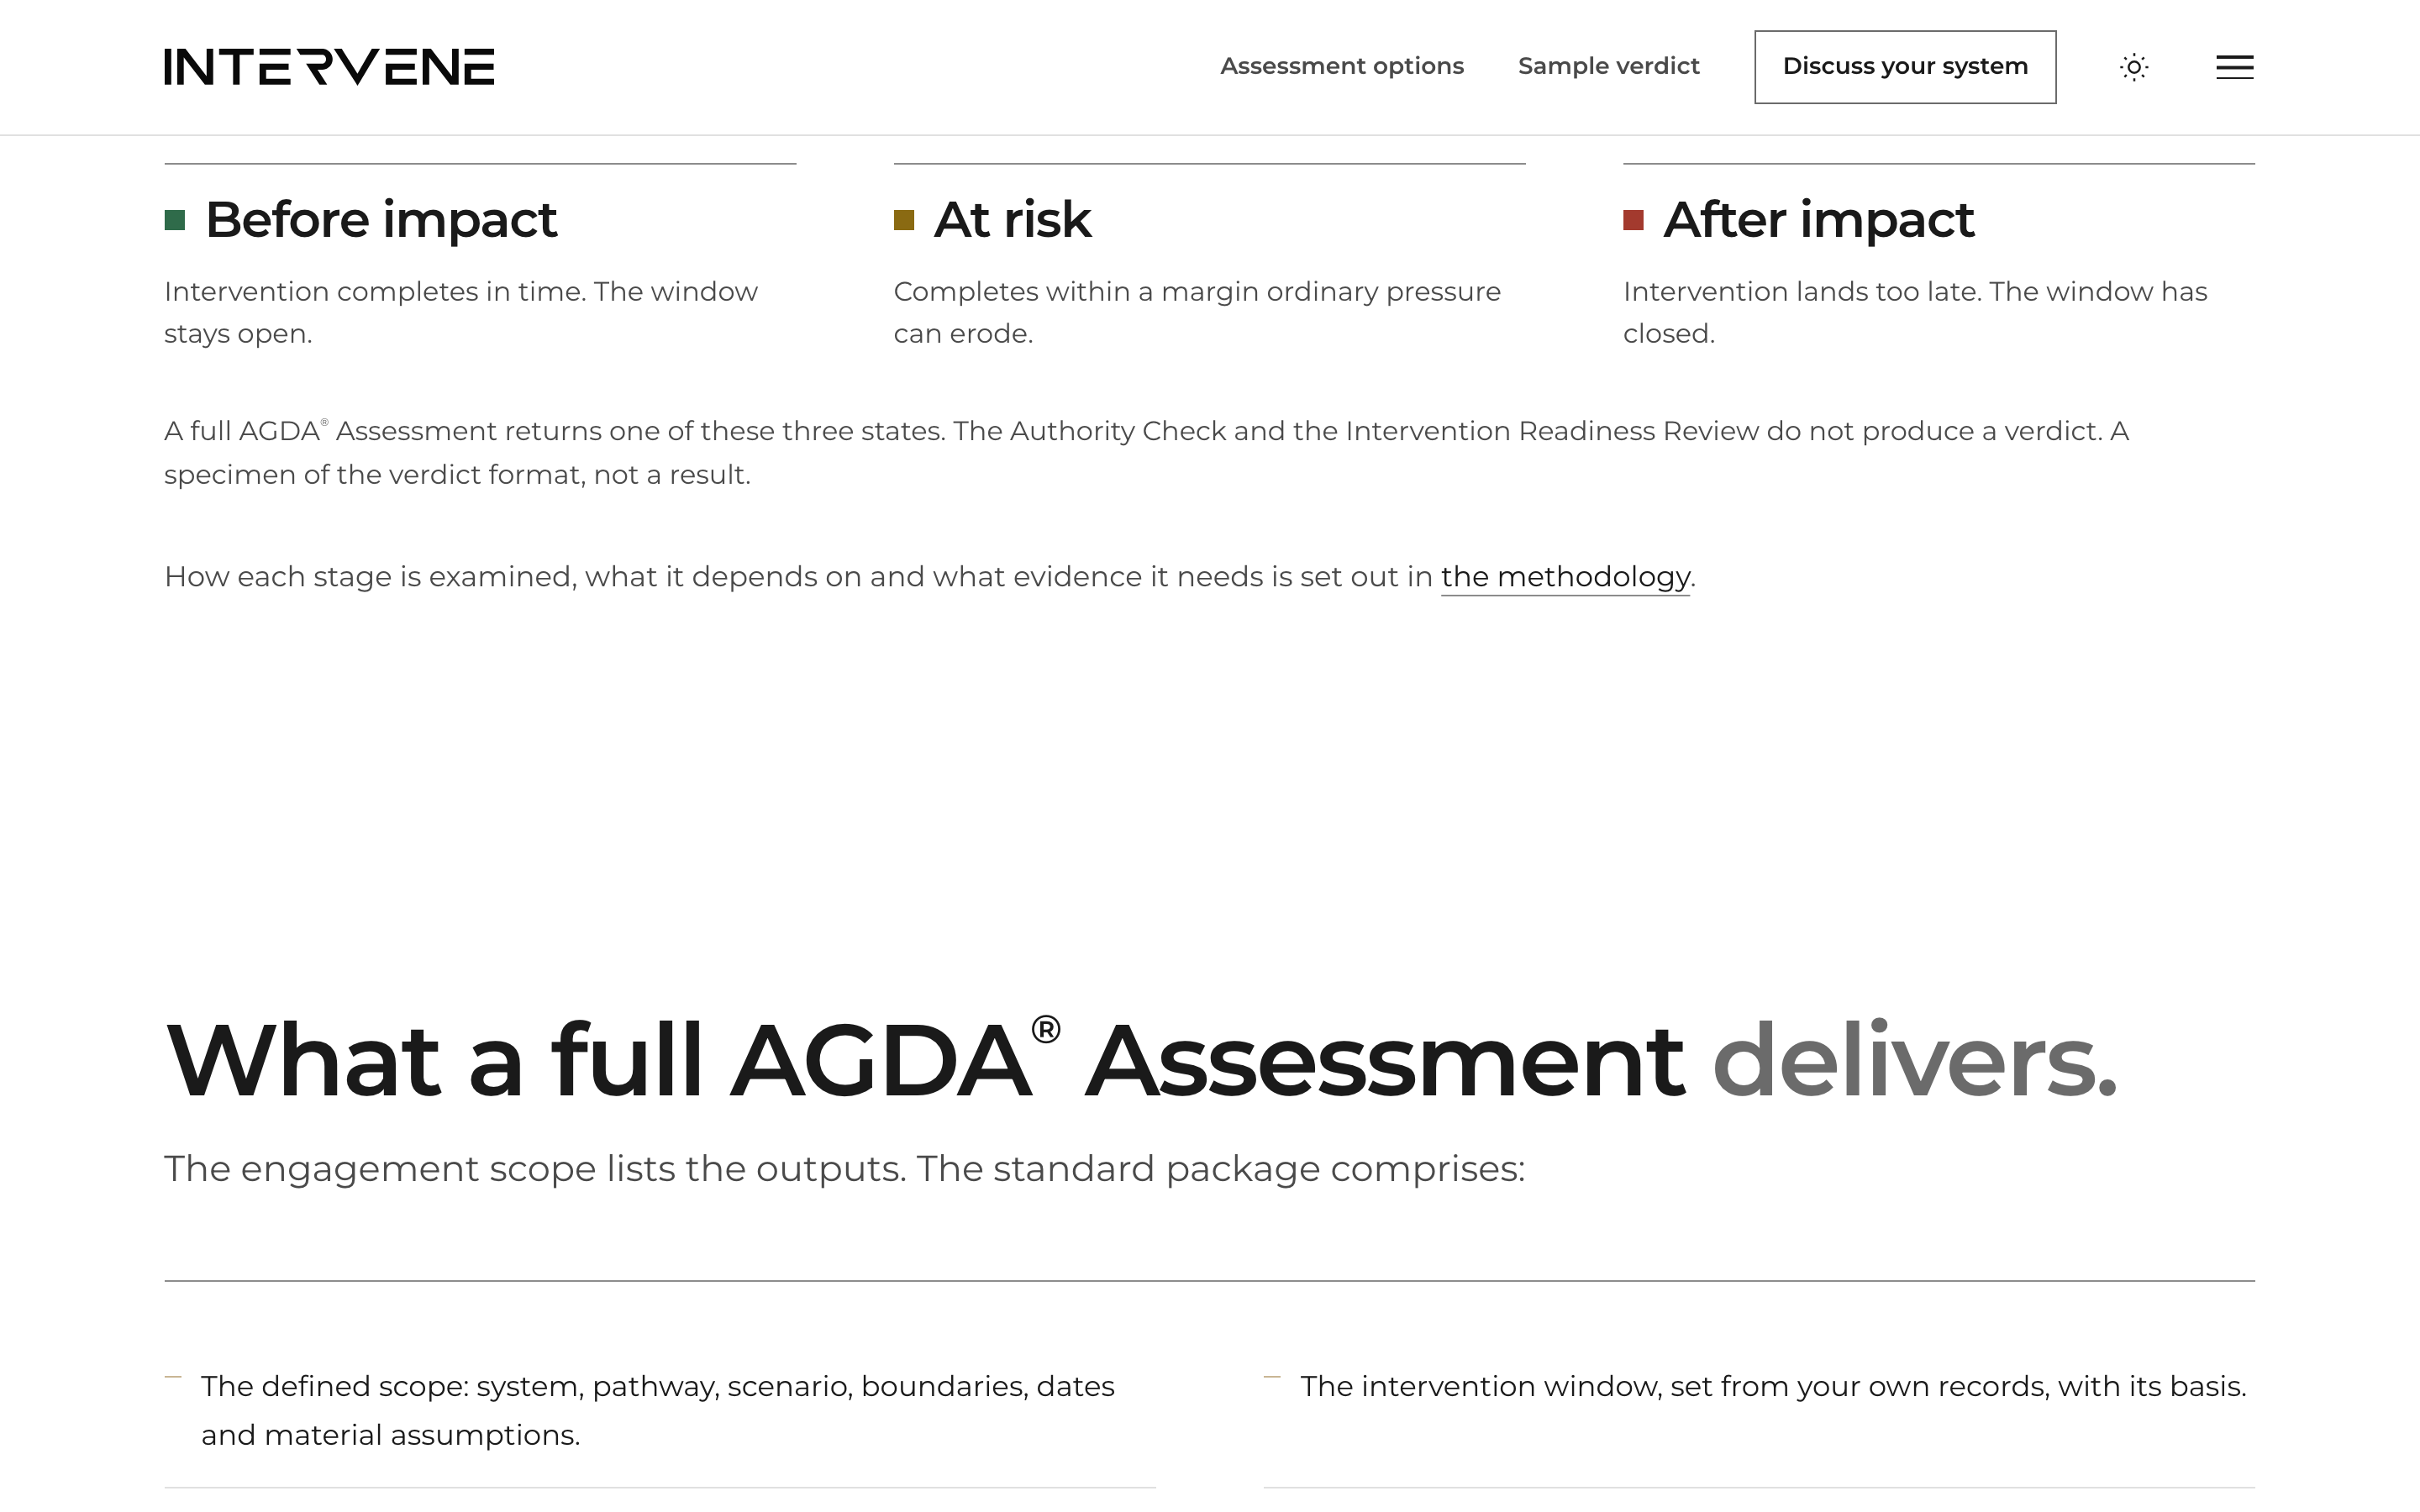 INTERVENE
Assessment options
Sample verdict
Discuss your system
Before impact
Intervention completes in time. The window
stays open.
At risk
Completes within a margin ordinary pressure
can erode.
After impact
Intervention lands too late. The window has
closed.
A full AGDA® Assessment returns one of these three states. The Authority Check and the Intervention Readiness Review do not produce a verdict. A
specimen of the verdict format, not a result.
How each stage is examined, what it depends on and what evidence it needs is set out in the methodology.
What a full AGDA® Assessment delivers.
The engagement scope lists the outputs. The standard package comprises:
The defined scope: system, pathway, scenario, boundaries, dates
and material assumptions.
The intervention window, set from your own records, with its basis.